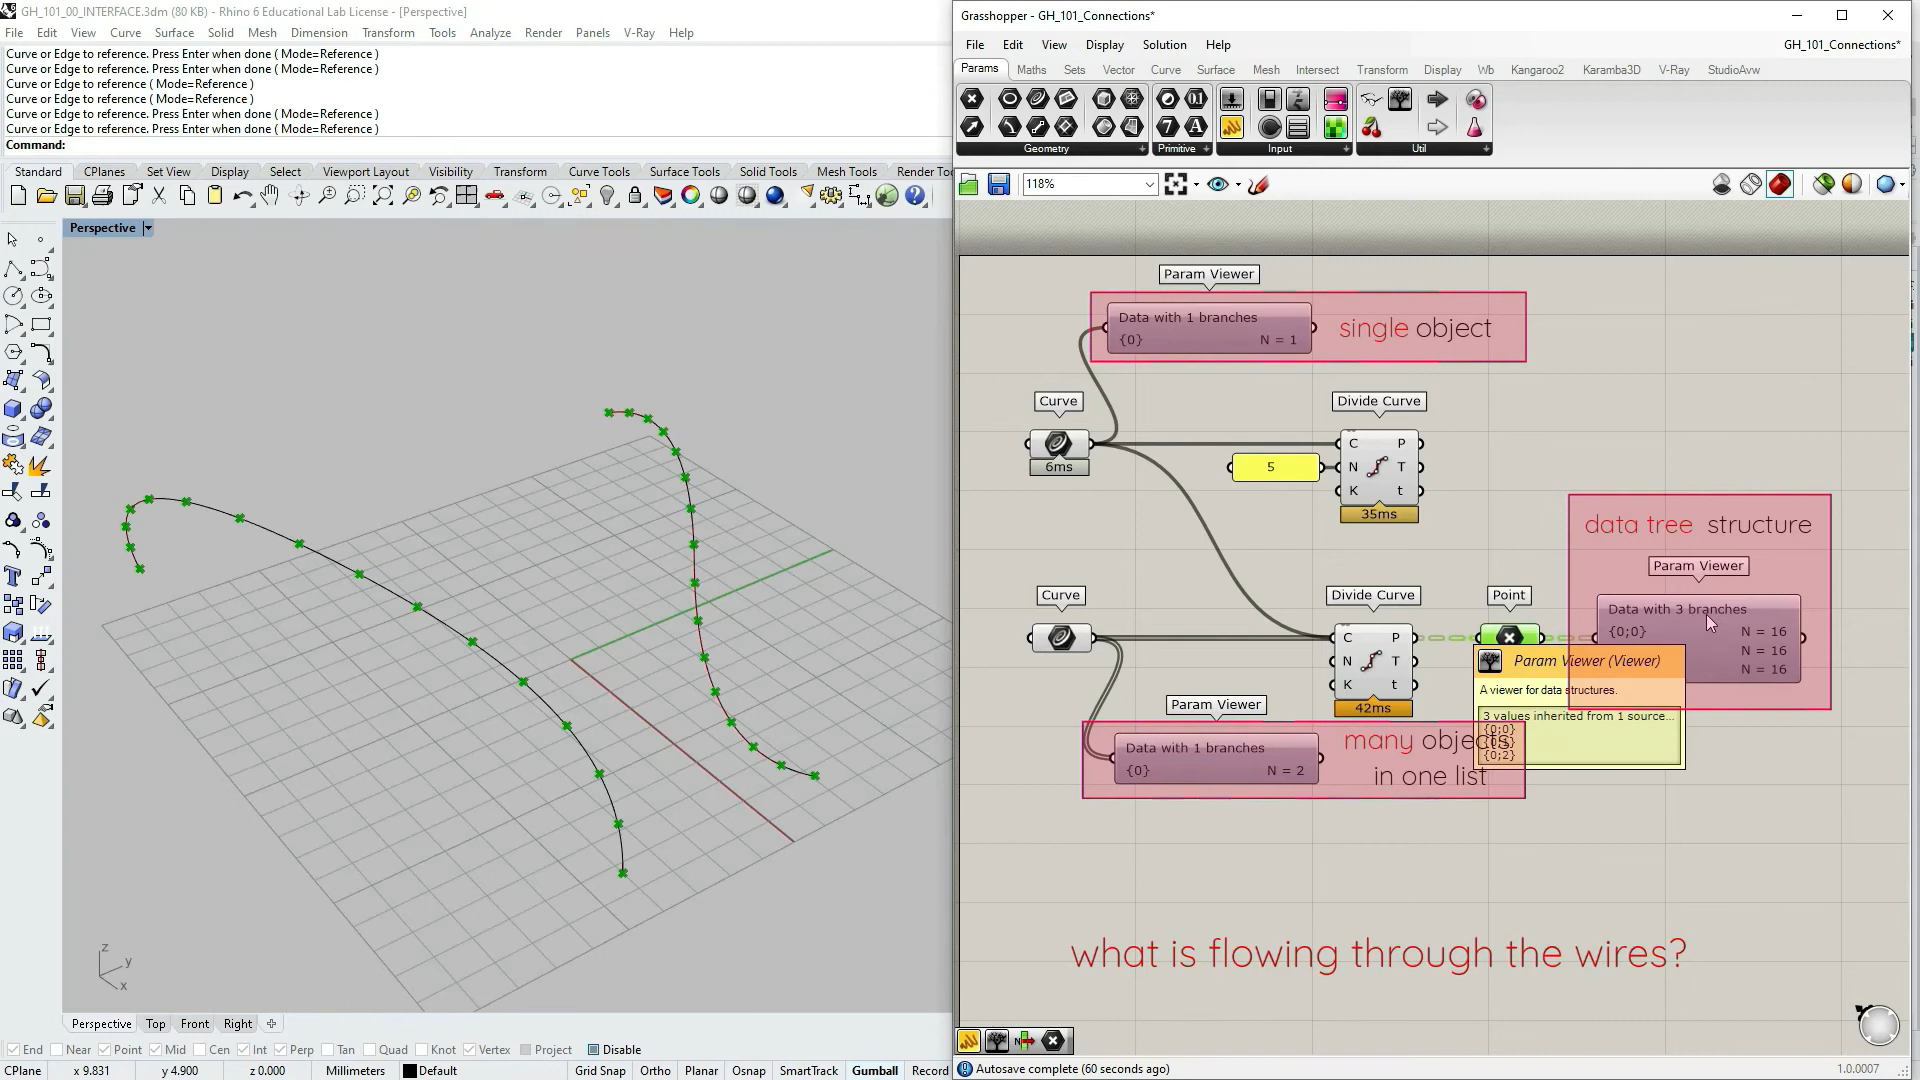 GH_101_00_INTERFACE.3dm (80 KB) - Rhino 6 Educational Lab License - [Perspective]
File Edit View Curve Surface Solid Mesh Dimension Transform Tools Analyze Render Panels V-Ray Help
Curve or Edge to reference. Press Enter when done ( Mode=Reference )
Curve or Edge to reference. Press Enter when done ( Mode=Reference )
Curve or Edge to reference ( Mode=Reference )
Curve or Edge to reference ( Mode=Reference )
Curve or Edge to reference. Press Enter when done ( Mode=Reference )
Curve or Edge to reference. Press Enter when done ( Mode=Reference )
Command:
Standard CPlanes Set View Display Select Viewport Layout Visibility Transform Curve Tools Surface Tools Solid Tools Mesh Tools Render Too
Perspective
z
y
x
Perspective Top Front Right
End Near Point Mid Cen Int Perp Tan Quad Knot Vertex Project Disable
CPlane x 9.831 y 4.900 z 0.000 Millimeters Default Grid Snap Ortho Planar Osnap SmartTrack Gumball Record
Grasshopper - GH_101_Connections*
File Edit View Display Solution Help GH_101_Connections*
Params Maths Sets Vector Curve Surface Mesh Intersect Transform Display Wb Kangaroo2 Karamba3D V-Ray StudioAvw
Geometry Primitive Input Util
118%
Param Viewer
Data with 1 branches
{0} N = 1
single object
Curve
6ms
5
Divide Curve
C P
N T
K t
35ms
data tree structure
Param Viewer
Data with 3 branches
{0;0} N = 16
N = 16
N = 16
Curve
Divide Curve
C P
N T
K t
42ms
Point
Param Viewer (Viewer)
A viewer for data structures.
3 values inherited from 1 source...
{0;0}
{0;2}
Param Viewer
Data with 1 branches
{0} N = 2
many objects
in one list
what is flowing through the wires?
Autosave complete (60 seconds ago)
1.0.0007